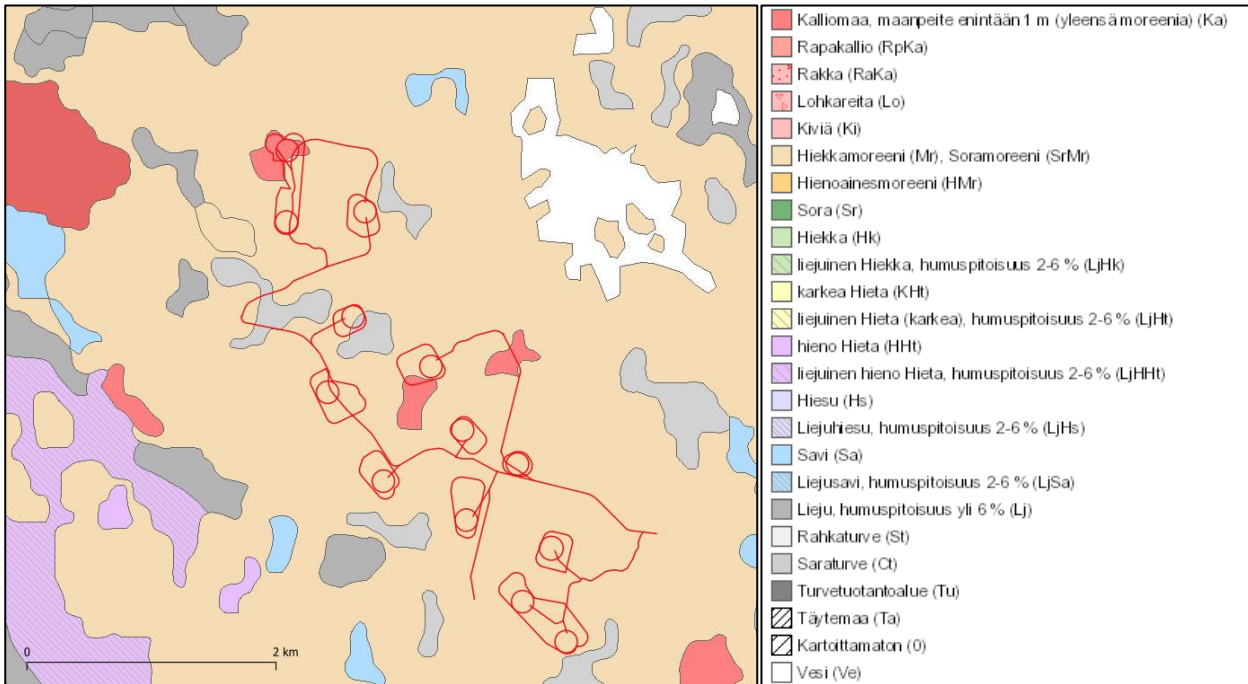 Kalliomaa, maanpeite enintään 1 m (yleensä moreenia) (Ka)
Rapakallio (RpKa)
Rakka (RaKa)
Lohkareita (Lo)
Kiviä (Ki)
Hiekkamoreeni (Mr), Soramoreeni (SrMr)
Hienoainesmoreeni (HMr)
Sora (Sr)
Hiekka (Hk)
liejuinen Hiekka, humuspitoisuus 2-6 % (LjHk)
karkea Hieta (KHt)
liejuinen Hieta (karkea), humuspitoisuus 2-6 % (LjHt)
hieno Hieta (HHt)
liejuinen hieno Hieta, humuspitoisuus 2-6 % (LjHHt)
Hiesu (Hs)
Liejuhiesu, humuspitoisuus 2-6 % (LjHs)
Savi (Sa)
Liejusavi, humuspitoisuus 2-6 % (LjSa)
Lieju, humuspitoisuus yli 6 % (Lj)
Rahkaturve (St)
Saraturve (Ct)
Turvetuotantoalue (Tu)
Täytemaa (Ta)
Kartoittamaton (0)
Vesi (Ve)
0 2 km